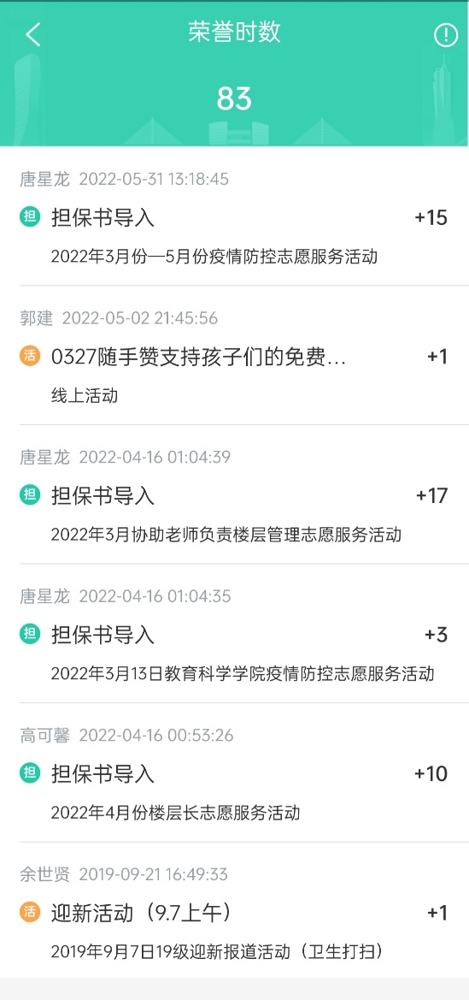 荣誉时数
83
唐星龙 2022-05-31 13:18:45
担 担保书导入 +15
2022年3月份—5月份疫情防控志愿服务活动
郭建 2022-05-02 21:45:56
活 0327随手赞支持孩子们的免费... +1
线上活动
唐星龙 2022-04-16 01:04:39
担 担保书导入 +17
2022年3月协助老师负责楼层管理志愿服务活动
唐星龙 2022-04-16 01:04:35
担 担保书导入 +3
2022年3月13日教育科学学院疫情防控志愿服务活动
高可馨 2022-04-16 00:53:26
担 担保书导入 +10
2022年4月份楼层长志愿服务活动
余世贤 2019-09-21 16:49:33
活 迎新活动（9.7上午） +1
2019年9月7日19级迎新报道活动（卫生打扫）